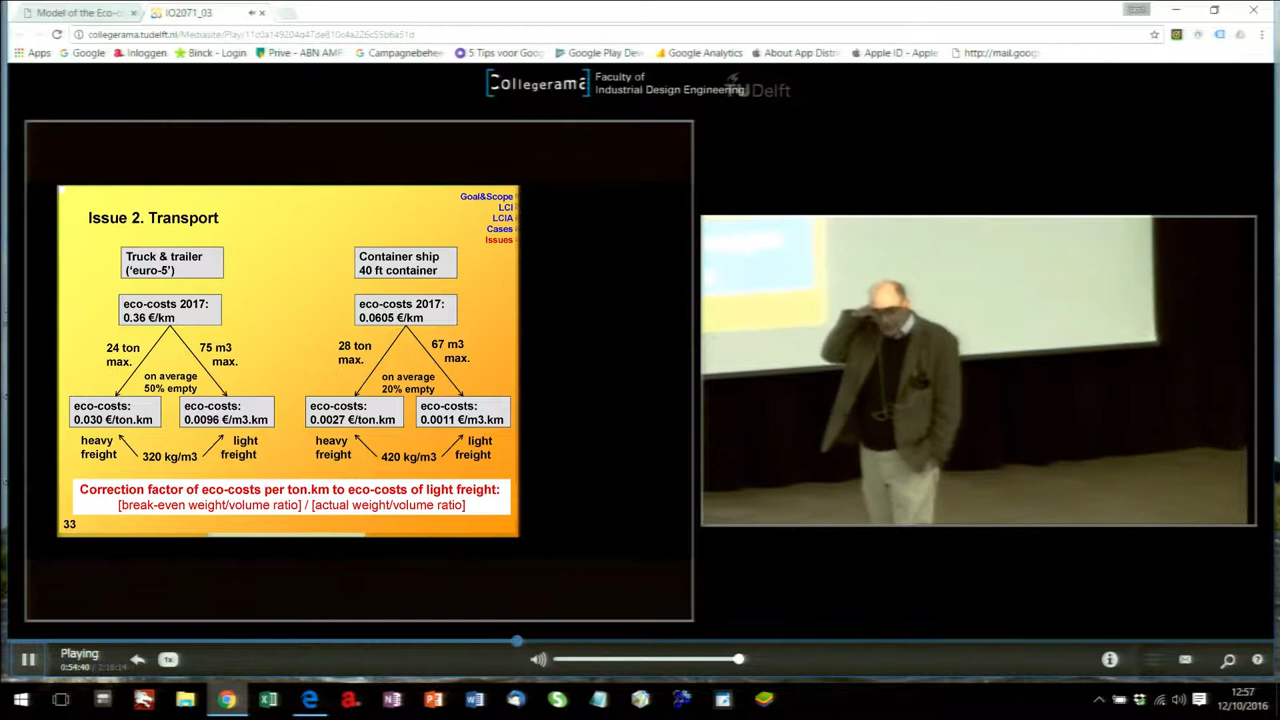 Model of the Eco-c
IO2071_03
collegerama.tudelft.nl/Mediasite/Play/11c0a149204d47de810c4a226c55b6a51d
Apps
Google
Inloggen
Binck - Login
Prive - ABN AMR
Campagnebehee
5 Tips voor Goog
Google Play Dev
Google Analytics
About App Distri
Apple ID - Apple
http://mail.goog
Collegerama
Faculty of
Industrial Design Engineering
TUDelft
Goal&Scope
LCI
LCIA
Cases
Issues
Issue 2. Transport
Truck & trailer
('euro-5')
Container ship
40 ft container
eco-costs 2017:
0.36 €/km
eco-costs 2017:
0.0605 €/km
24 ton
max.
75 m3
max.
28 ton
max.
67 m3
max.
on average
50% empty
on average
20% empty
eco-costs:
0.030 €/ton.km
eco-costs:
0.0096 €/m3.km
eco-costs:
0.0027 €/ton.km
eco-costs:
0.0011 €/m3.km
heavy
freight
320 kg/m3
light
freight
heavy
freight
420 kg/m3
light
freight
Correction factor of eco-costs per ton.km to eco-costs of light freight:
[break-even weight/volume ratio] / [actual weight/volume ratio]
33
Playing
0:54:40 / 2:16:14
1x
12:57
12/10/2016